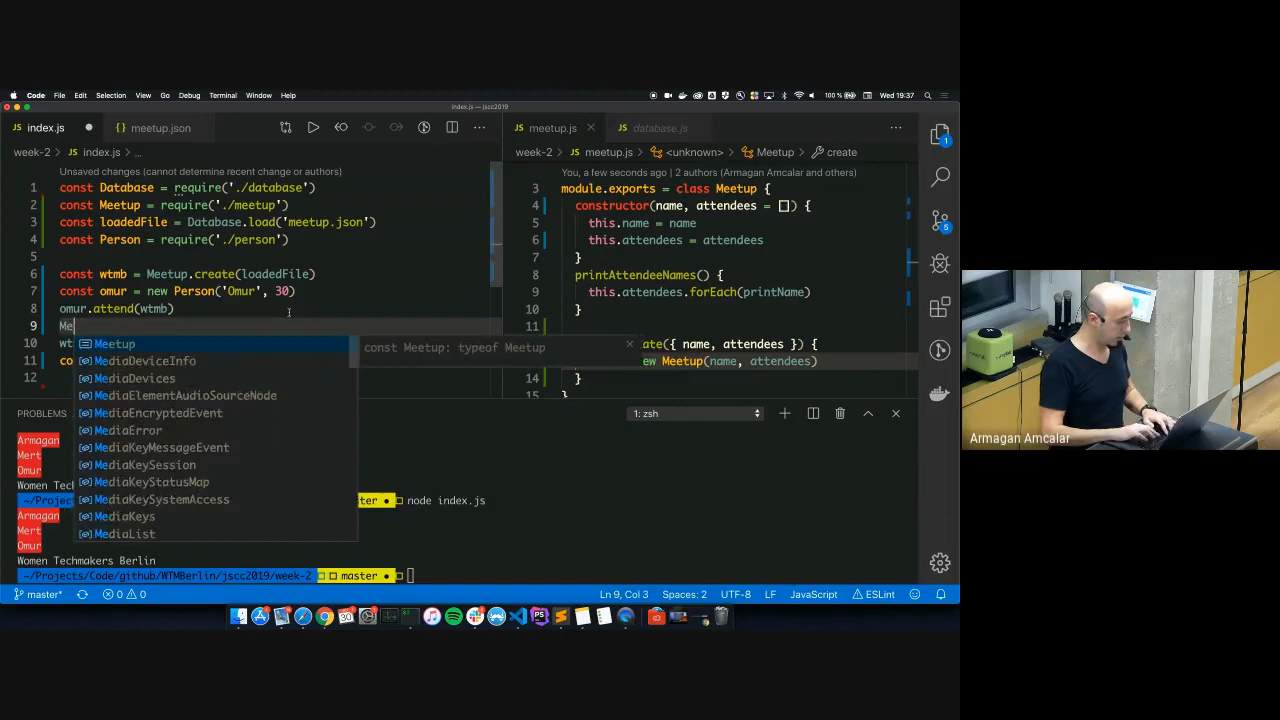 Code File Edit Selection View Go Debug Terminal Window Help 100% Wed 19:37
index.js — jscc2019
index.js meetup.json
meetup.js database.js
week-2 > index.js > ...
week-2 > meetup.js > <unknown> > Meetup > create
Unsaved changes (cannot determine recent change or authors)
1 const Database = require('./database')
2 const Meetup = require('./meetup')
3 const loadedFile = Database.load('meetup.json')
4 const Person = require('./person')
5
6 const wtmb = Meetup.create(loadedFile)
7 const omur = new Person('Omur', 30)
8 omur.attend(wtmb)
9 Me
10 wt
11 co
12
Meetup
MediaDeviceInfo
MediaDevices
MediaElementAudioSourceNode
MediaEncryptedEvent
MediaError
MediaKeyMessageEvent
MediaKeySession
MediaKeyStatusMap
MediaKeySystemAccess
MediaKeys
MediaList
const Meetup: typeof Meetup
You, a few seconds ago | 2 authors (Armagan Amcalar and others)
3 module.exports = class Meetup {
4 constructor(name, attendees = []) {
5 this.name = name
6 this.attendees = attendees
7 }
8 printAttendeeNames() {
9 this.attendees.forEach(printName)
10 }
11
ate({ name, attendees }) {
ew Meetup(name, attendees)
14 }
15 }
PROBLEMS
1: zsh
Armagan
Mert
Omur
Women Tech
~/Projec ter ● node index.js
Armagan
Mert
Omur
Women Techmakers Berlin
~/Projects/Code/github/WTMBerlin/jscc2019/week-2 master ●
master* 0 0 Ln 9, Col 3 Spaces: 2 UTF-8 LF JavaScript ESLint
1
5
30
PS
Armagan Amcalar